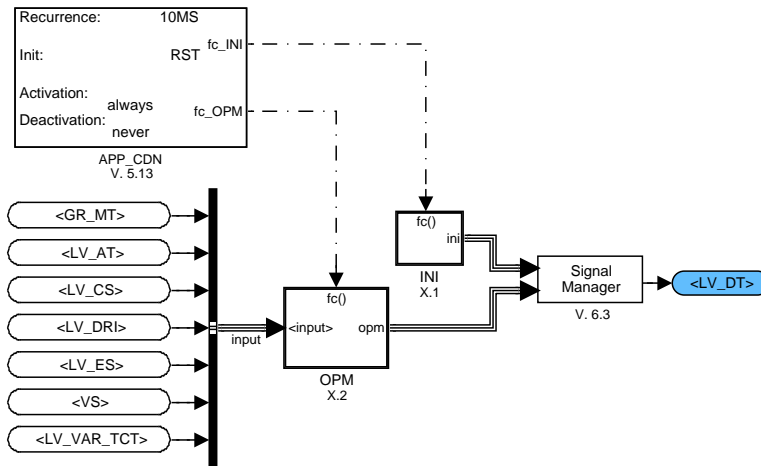 Recurrence: 10MS
fc_INI
Init: RST
Activation:
always
fc_OPM
Deactivation:
never
APP_CDN
V. 5.13
<GR_MT>
<LV_AT>
<LV_CS>
<LV_DRI>
<LV_ES>
<VS>
<LV_VAR_TCT>
input
fc()
ini
INI
X.1
fc()
<input> opm
OPM
X.2
Signal
Manager
V. 6.3
<LV_DT>